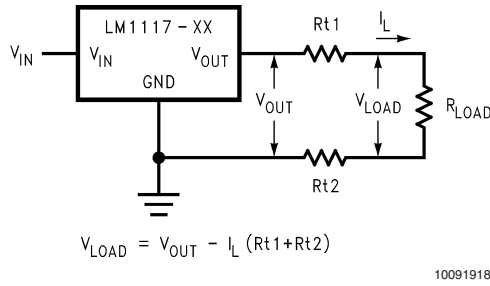 LM1117-XX
Rt1
I_L
V_IN
V_IN
V_OUT
GND
V_OUT
V_LOAD
R_LOAD
Rt2
V_LOAD = V_OUT - I_L (Rt1+Rt2)
10091918